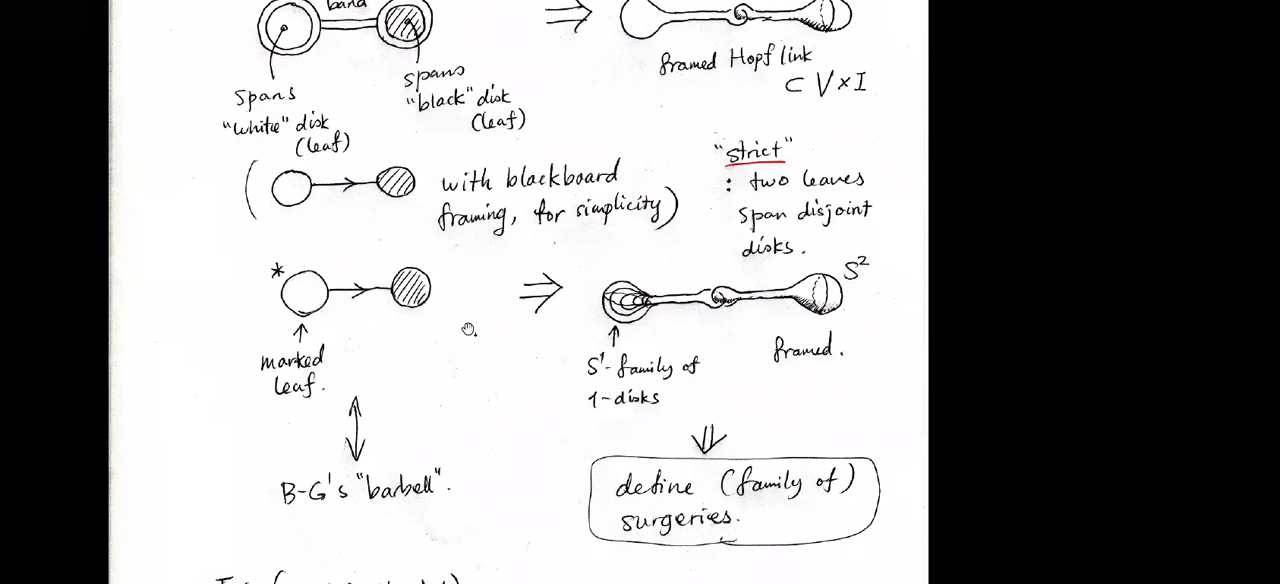 band
spans
"white" disk
(leaf)
spans
"black" disk
(leaf)
⇒
framed Hopf link
⊂ V×I
( with blackboard
framing, for simplicity)
"strict"
: two leaves
span disjoint
disks.
*
⇒
S²
↑
marked
leaf.
↑
S¹-family of
1-disks
framed.
B-G's "barbell".
⇓
define (family of)
surgeries.